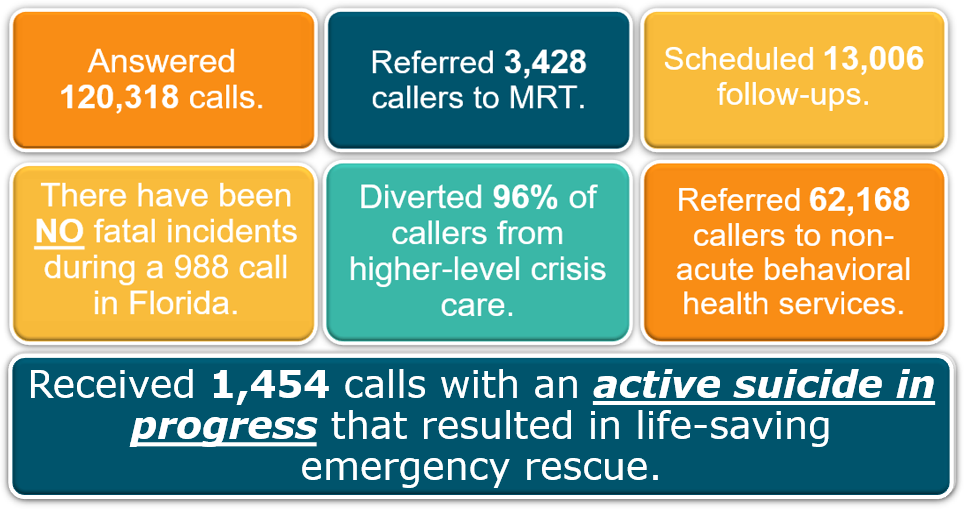 Answered
120,318 calls.
Referred 3,428
callers to MRT.
Scheduled 13,006
follow-ups.
There have been
NO fatal incidents
during a 988 call
in Florida.
Diverted 96% of
callers from
higher-level crisis
care.
Referred 62,168
callers to non-
acute behavioral
health services.
Received 1,454 calls with an active suicide in
progress that resulted in life-saving
emergency rescue.